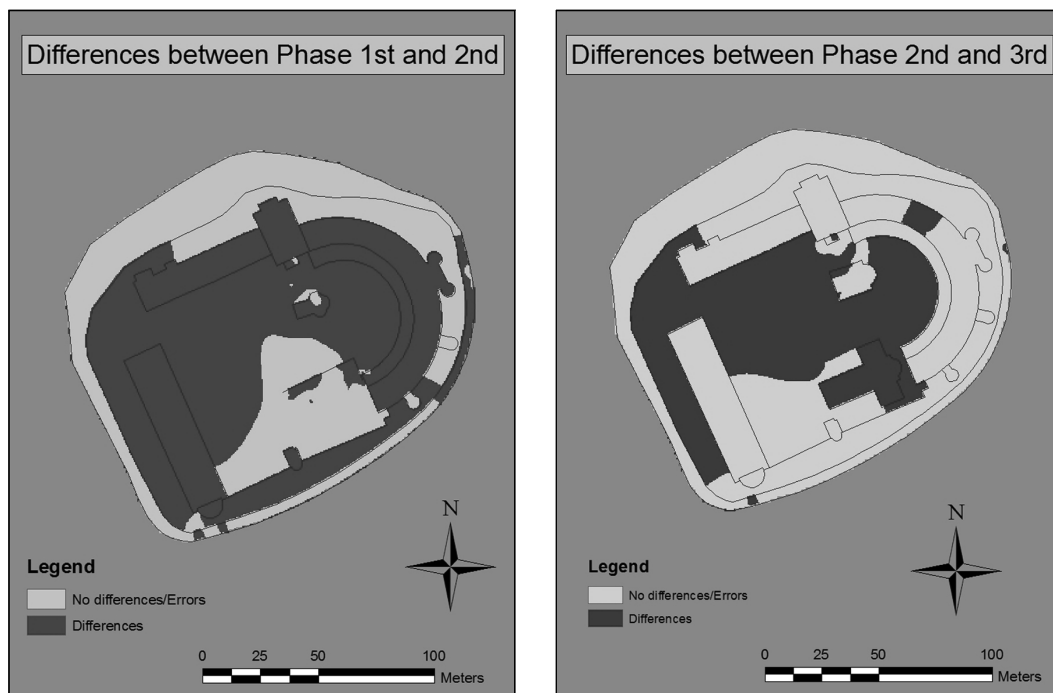 Differences between Phase 1st and 2nd
N
Legend
No differences/Errors
Differences
0 25 50 100
Meters
Differences between Phase 2nd and 3rd
N
Legend
No differences/Errors
Differences
0 25 50 100
Meters